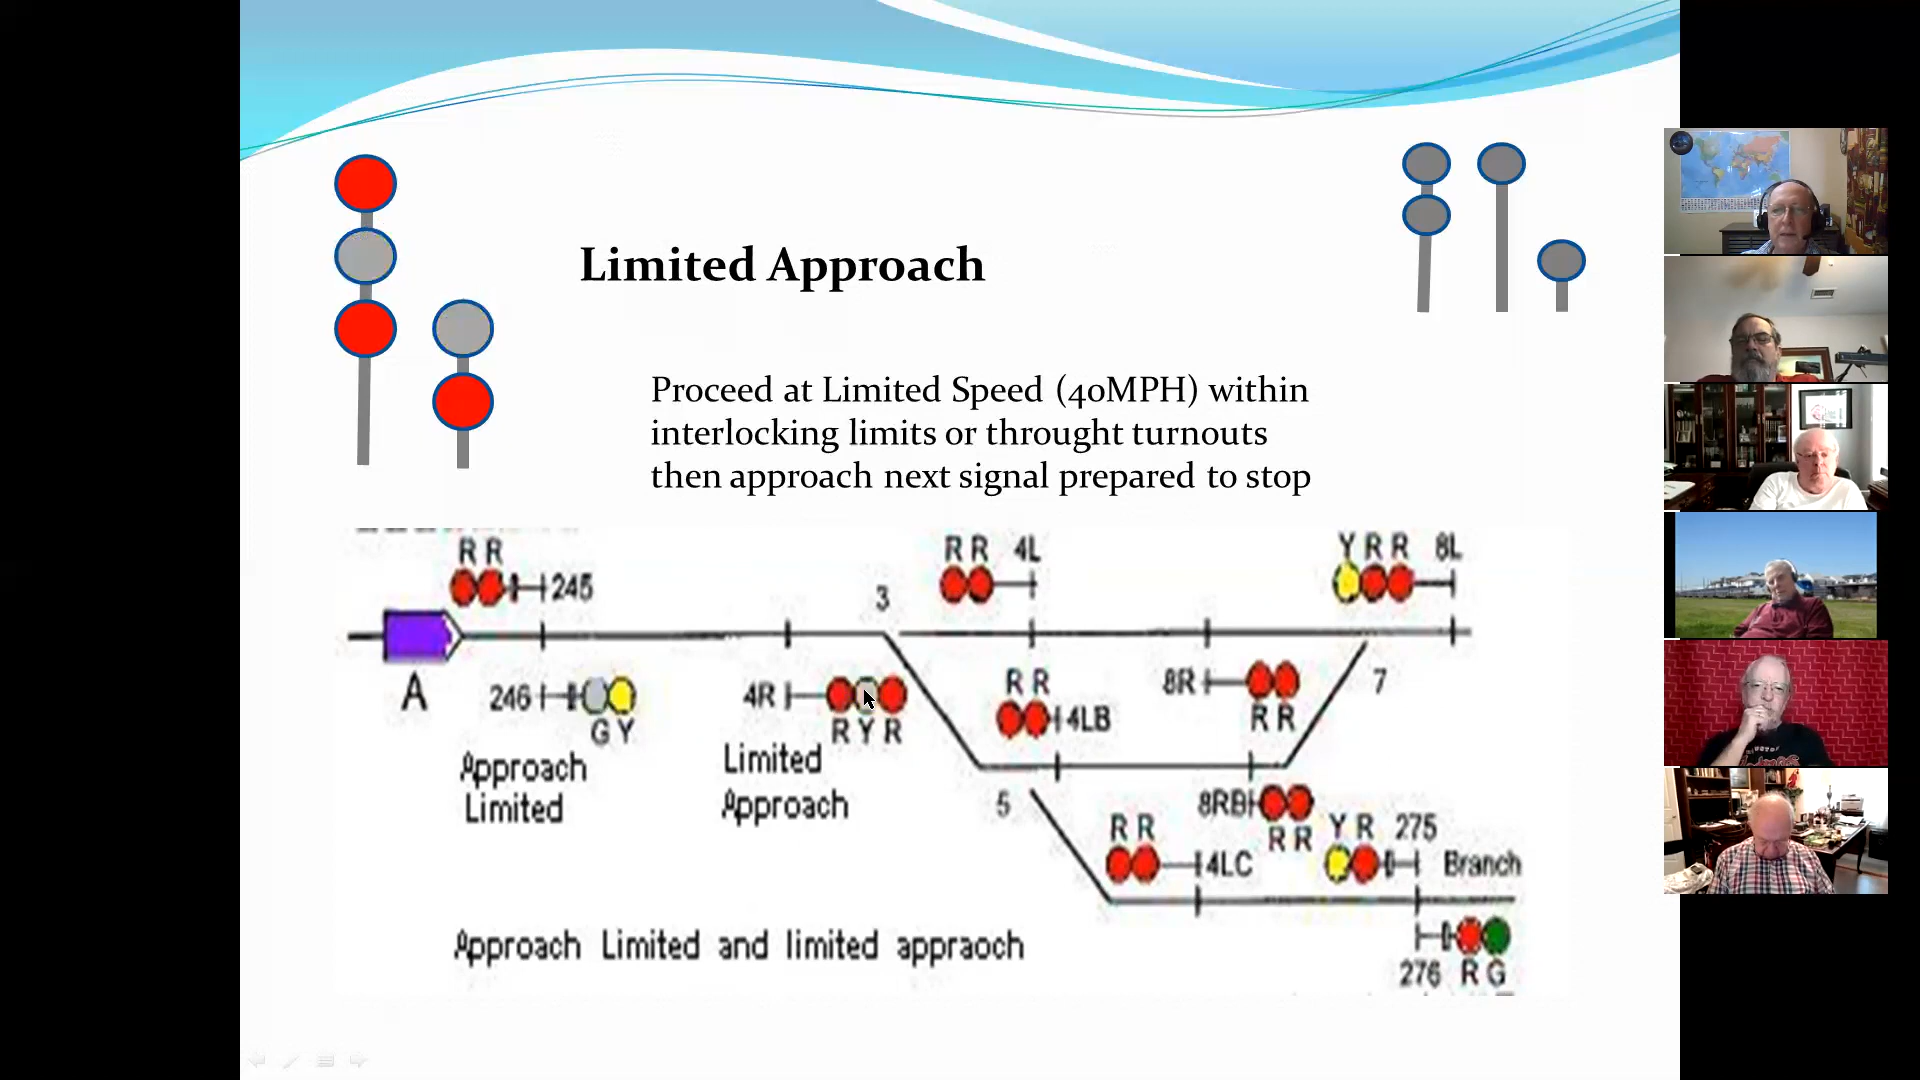 Limited Approach
Proceed at Limited Speed (40MPH) within
interlocking limits or throught turnouts
then approach next signal prepared to stop
R R
245
3
R R 4L
Y R R 8L
A
246
G Y
4R
R Y R
R R
4LB
8R
R R
7
Approach
Limited
Limited
Approach
5
8RB
R R
R R
4LC
Y R 275
Branch
Approach Limited and limited appraoch
276 R G